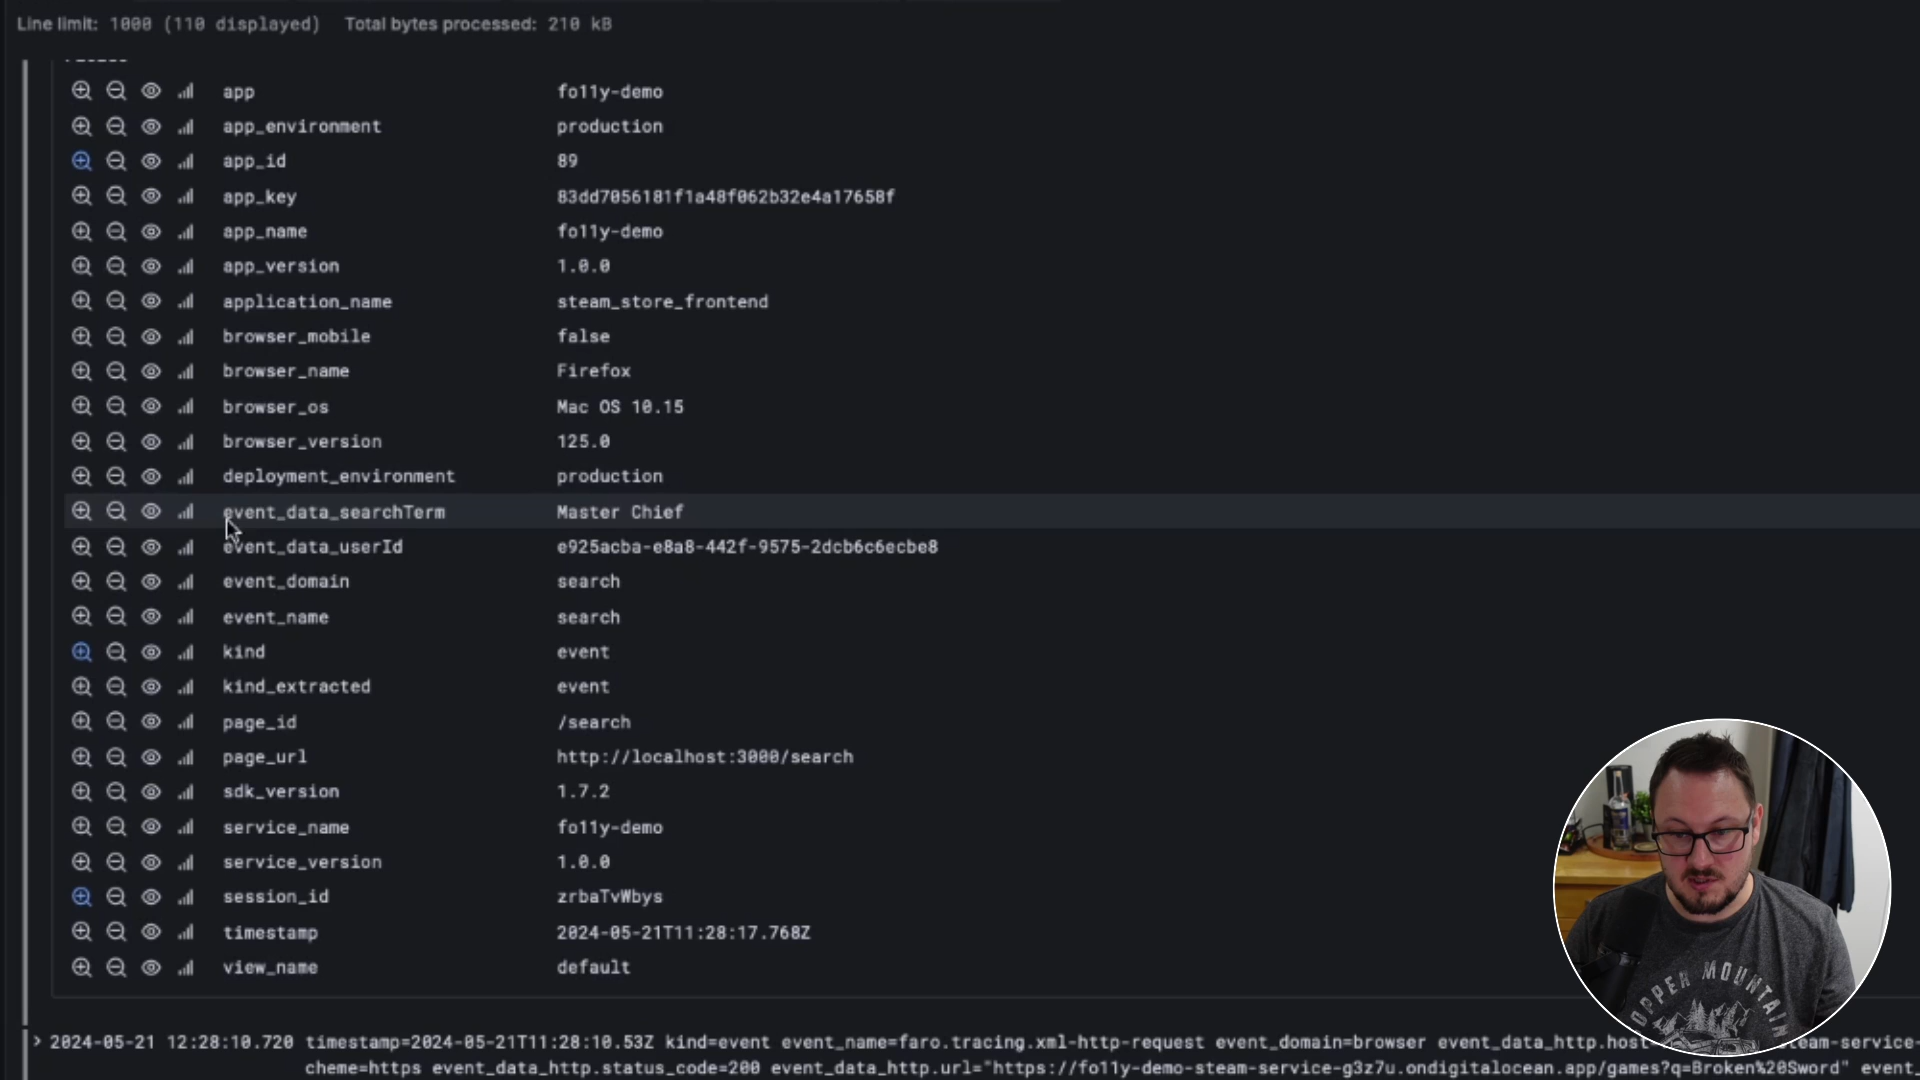 Line limit: 1000 (110 displayed) Total bytes processed: 210 kB
app fo11y-demo
app_environment production
app_id 89
app_key 83dd7056181f1a48f062b32e4a17658f
app_name fo11y-demo
app_version 1.0.0
application_name steam_store_frontend
browser_mobile false
browser_name Firefox
browser_os Mac OS 10.15
browser_version 125.0
deployment_environment production
event_data_searchTerm Master Chief
event_data_userId e925acba-e8a8-442f-9575-2dcb6c6ecbe8
event_domain search
event_name search
kind event
kind_extracted event
page_id /search
page_url http://localhost:3000/search
sdk_version 1.7.2
service_name fo11y-demo
service_version 1.0.0
session_id zrbaTvWbys
timestamp 2024-05-21T11:28:17.768Z
view_name default
2024-05-21 12:28:10.720 timestamp=2024-05-21T11:28:10.53Z kind=event event_name=faro.tracing.xml-http-request event_domain=browser event_data_http.host steam-service-
cheme=https event_data_http.status_code=200 event_data_http.url="https://fo11y-demo-steam-service-g3z7u.ondigitalocean.app/games?q=Broken%20Sword" event_
OPPER MOUNTAIN